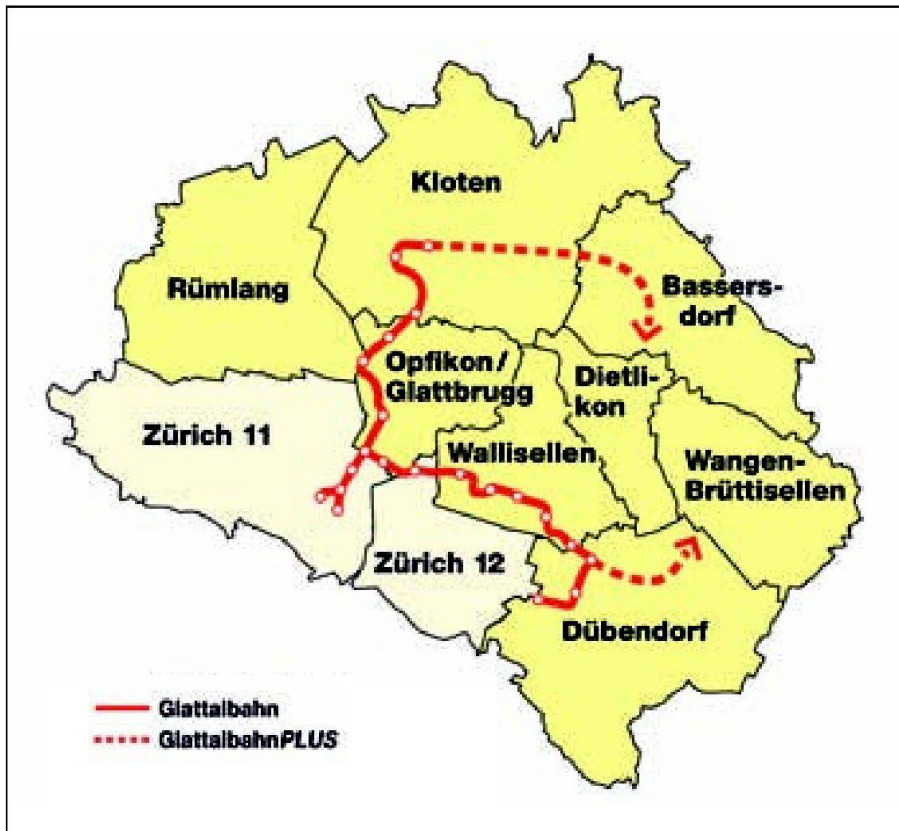 Kloten
Rümlang
Bassers-
dorf
Opfikon/
Glattbrugg
Dietli-
kon
Zürich 11
Wallisellen
Wangen-
Brüttisellen
Zürich 12
Dübendorf
Glattalbahn
GlattalbahnPLUS